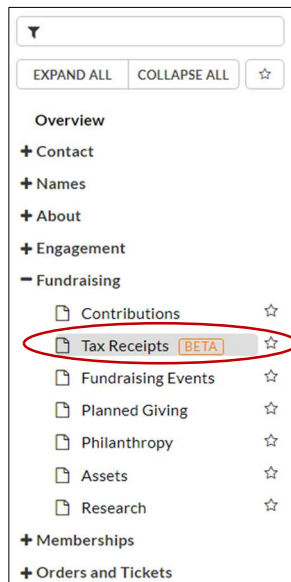 EXPAND ALL COLLAPSE ALL
Overview
Contact
Names
About
Engagement
Fundraising
Contributions
Tax Receipts BETA
Fundraising Events
Planned Giving
Philanthropy
Assets
Research
Memberships
Orders and Tickets